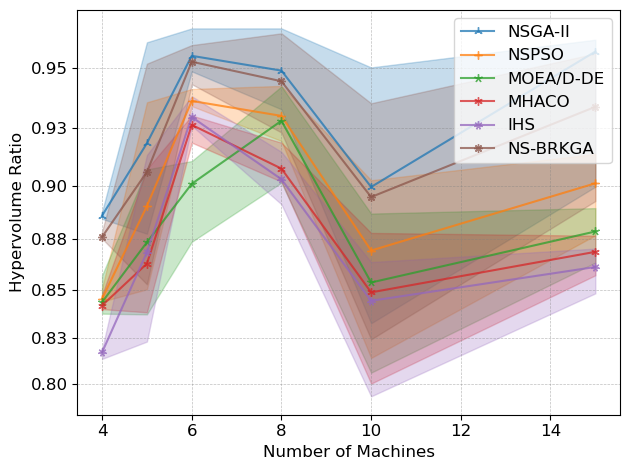 NSGA-II
NSPSO
MOEA/D-DE
MHACO
IHS
NS-BRKGA
0.95
0.93
0.90
0.88
0.85
0.83
0.80
Hypervolume Ratio
4 6 8 10 12 14
Number of Machines